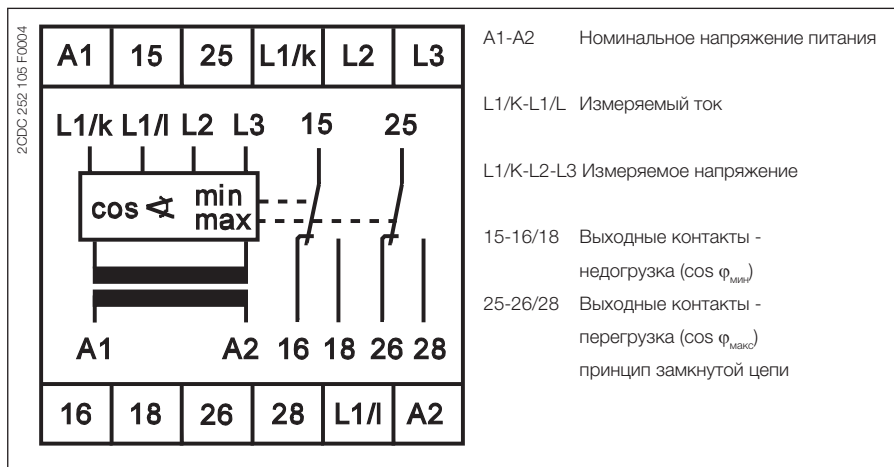 2CDC 252 105 F0004
A1 15 25 L1/k L2 L3
L1/k L1/l L2 L3 15 25
cos ∢ min
max
A1 A2 16 18 26 28
16 18 26 28 L1/l A2
A1-A2 Номинальное напряжение питания
L1/K-L1/L Измеряемый ток
L1/K-L2-L3 Измеряемое напряжение
15-16/18 Выходные контакты -
недогрузка (cos φмин)
25-26/28 Выходные контакты -
перегрузка (cos φмакс)
принцип замкнутой цепи